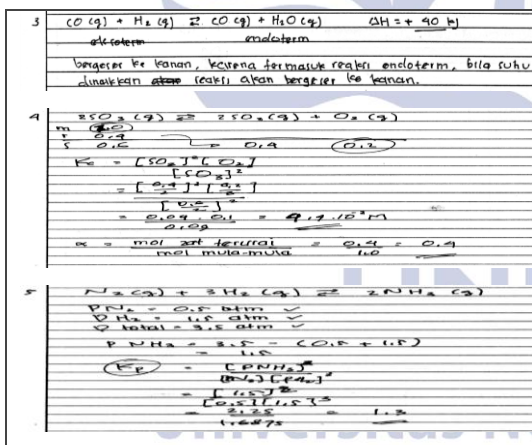 3 CO (g) + H₂ (g) ⇄ CO (g) + H₂O (g) ΔH = + 40 kJ
eksoterm endoterm
bergeser ke kanan, karena termasuk reaksi endoterm, bila suhu
dinaikkan reaksi akan bergeser ke kanan.
4 2SO₃ (g) ⇄ 2SO₂ (g) + O₂ (g)
m 1.0
r 0.4
s 0.6 0.4 0.2
Kc = [SO₂]² [O₂]
[SO₃]²
= [0,4/2]² [0,2/2]
[0,6/2]²
= 0,04 . 0,1 = 4,4 . 10⁻² M
0,09
α = mol zat terurai = 0.4 = 0.4
mol mula-mula 1.0
5 N₂ (g) + 3H₂ (g) ⇄ 2NH₃ (g)
P N₂ = 0.5 atm ✓
P H₂ = 1.5 atm ✓
P total = 3.5 atm ✓
P NH₃ = 3.5 - (0.5 + 1.5)
= 1.5
Kp = [PNH₃]²
[PN₂] [PH₂]³
= [1.5]²
[0.5] [1.5]³
= 2.25 = 1.3
1.6875